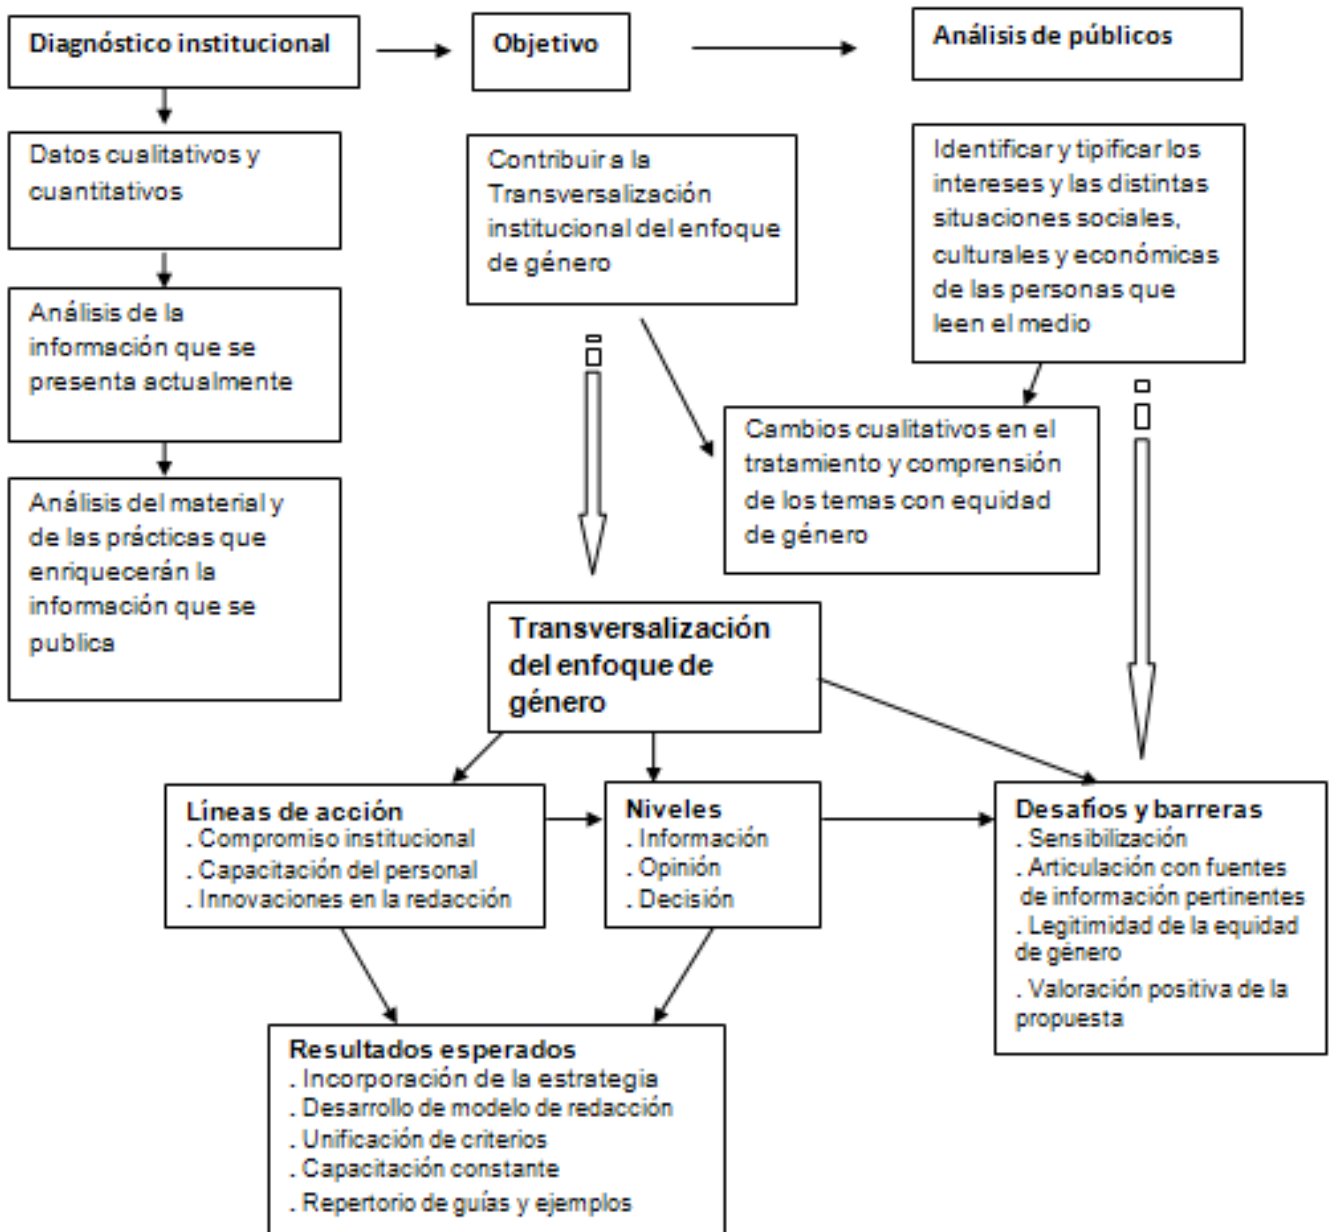 Diagnóstico institucional
Objetivo
Análisis de públicos
Datos cualitativos y
cuantitativos
Análisis de la
información que se
presenta actualmente
Análisis del material y
de las prácticas que
enriquecerán la
información que se
publica
Contribuir a la
Transversalización
institucional del enfoque
de género
Identificar y tipificar los
intereses y las distintas
situaciones sociales,
culturales y económicas
de las personas que
leen el medio
Cambios cualitativos en el
tratamiento y comprensión
de los temas con equidad
de género
Transversalización
del enfoque de
género
Líneas de acción
. Compromiso institucional
. Capacitación del personal
. Innovaciones en la redacción
Niveles
. Información
. Opinión
. Decisión
Desafíos y barreras
. Sensibilización
. Articulación con fuentes
de información pertinentes
. Legitimidad de la equidad
de género
. Valoración positiva de la
propuesta
Resultados esperados
. Incorporación de la estrategia
. Desarrollo de modelo de redacción
. Unificación de criterios
. Capacitación constante
. Repertorio de guías y ejemplos